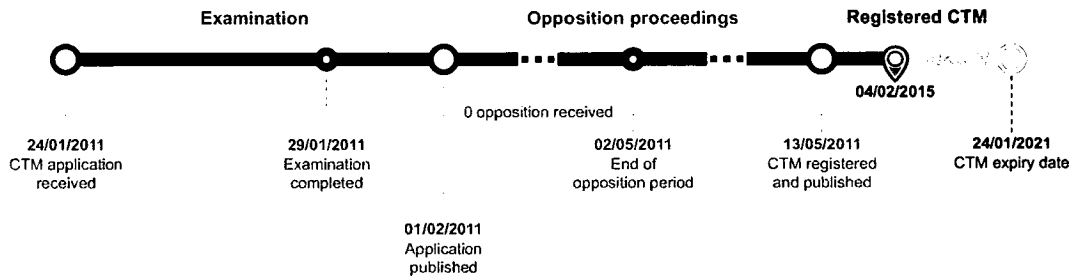 Examination
Opposition proceedings
Registered CTM
04/02/2015
0 opposition received
24/01/2011
CTM application
received
29/01/2011
Examination
completed
01/02/2011
Application
published
02/05/2011
End of
opposition period
13/05/2011
CTM registered
and published
24/01/2021
CTM expiry date